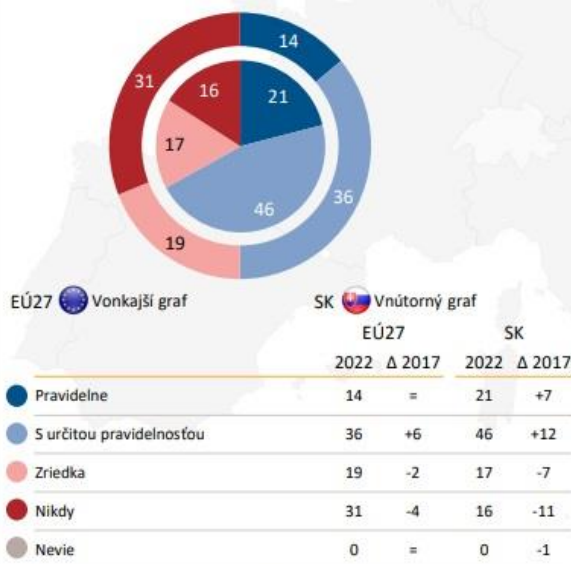 14
31
16
21
17
46
36
19
EÚ27 Vonkajší graf SK Vnútorný graf
EÚ27 SK
2022 Δ 2017 2022 Δ 2017
Pravidelne 14 = 21 +7
S určitou pravidelnosťou 36 +6 46 +12
Zriedka 19 -2 17 -7
Nikdy 31 -4 16 -11
Nevie 0 = 0 -1